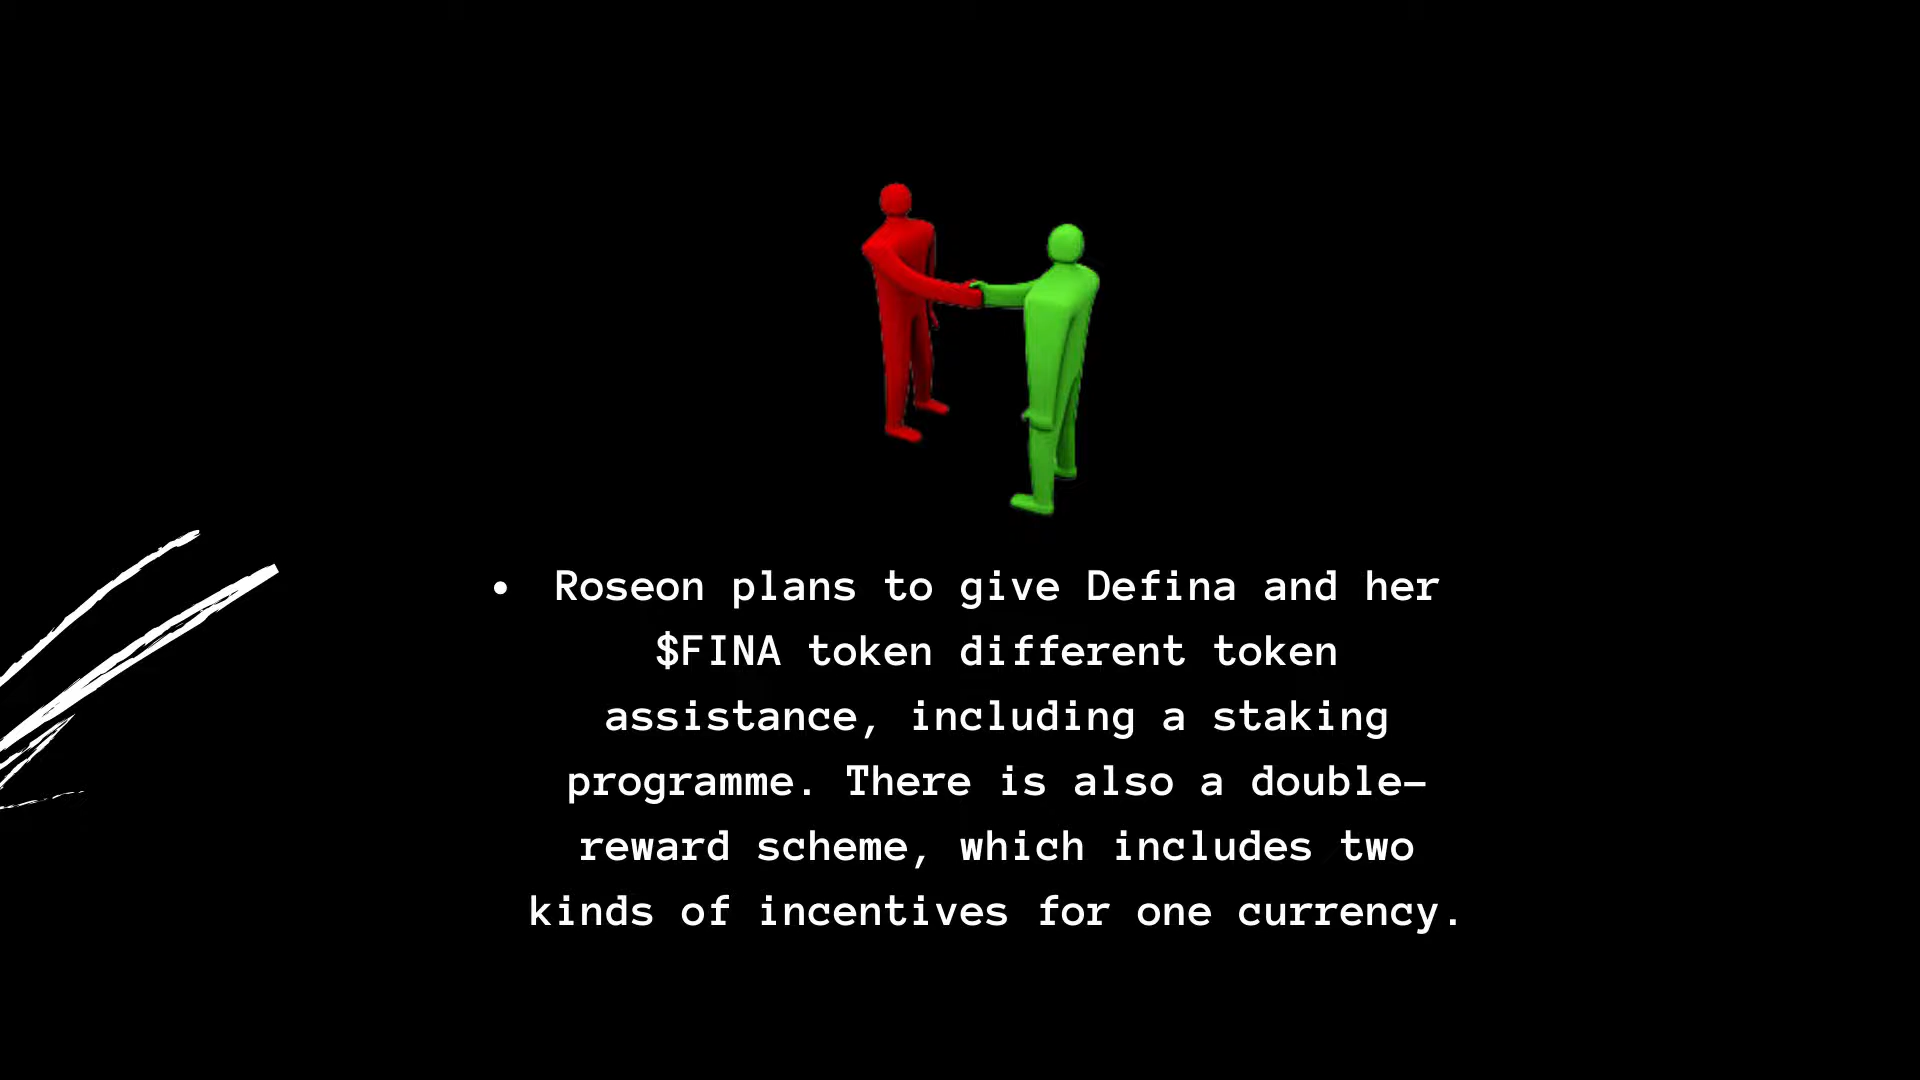 • Roseon plans to give Defina and her
$FINA token different token
assistance, including a staking
programme. There is also a double-
reward scheme, which includes two
kinds of incentives for one currency.